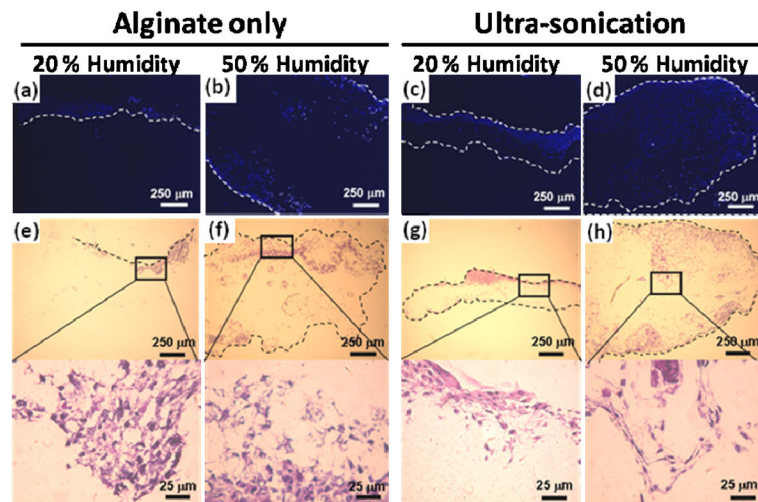 Alginate only Ultra-sonication
20 % Humidity 50 % Humidity 20 % Humidity 50 % Humidity
(a) (b) (c) (d)
250 μm 250 μm 250 μm 250 μm
(e) (f) (g) (h)
250 μm 250 μm 250 μm 250 μm
25 μm 25 μm 25 μm 25 μm